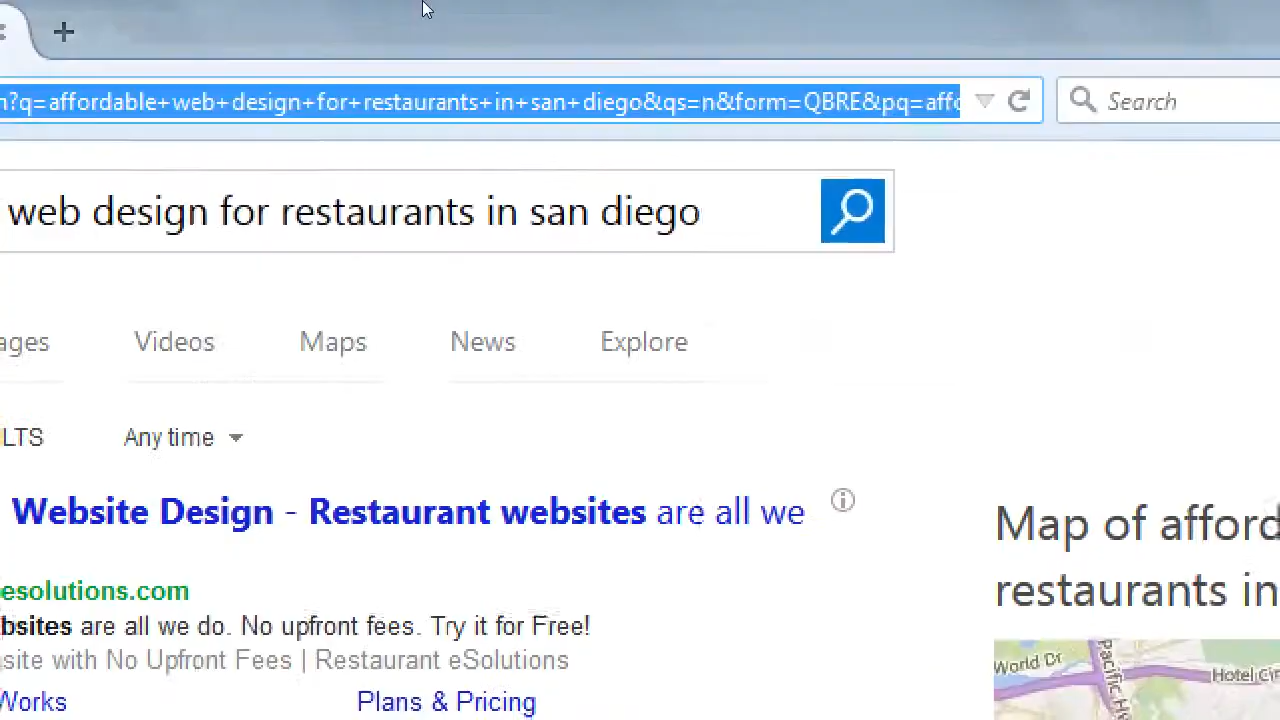 n?q=affordable+web+design+for+restaurants+in+san+diego&qs=n&form=QBRE&pq=affo
Search
web design for restaurants in san diego
ages Videos Maps News Explore
LTS Any time
Website Design - Restaurant websites are all we
esolutions.com
bsites are all we do. No upfront fees. Try it for Free!
site with No Upfront Fees | Restaurant eSolutions
Works Plans & Pricing
Map of afford
restaurants in
World Dr
Pacific Hw
Hotel Cir